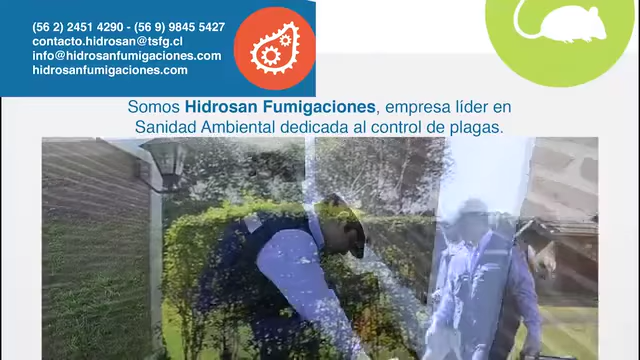 (56 2) 2451 4290 - (56 9) 9845 5427
contacto.hidrosan@tsfg.cl
info@hidrosanfumigaciones.com
hidrosanfumigaciones.com
Somos Hidrosan Fumigaciones, empresa líder en
Sanidad Ambiental dedicada al control de plagas.